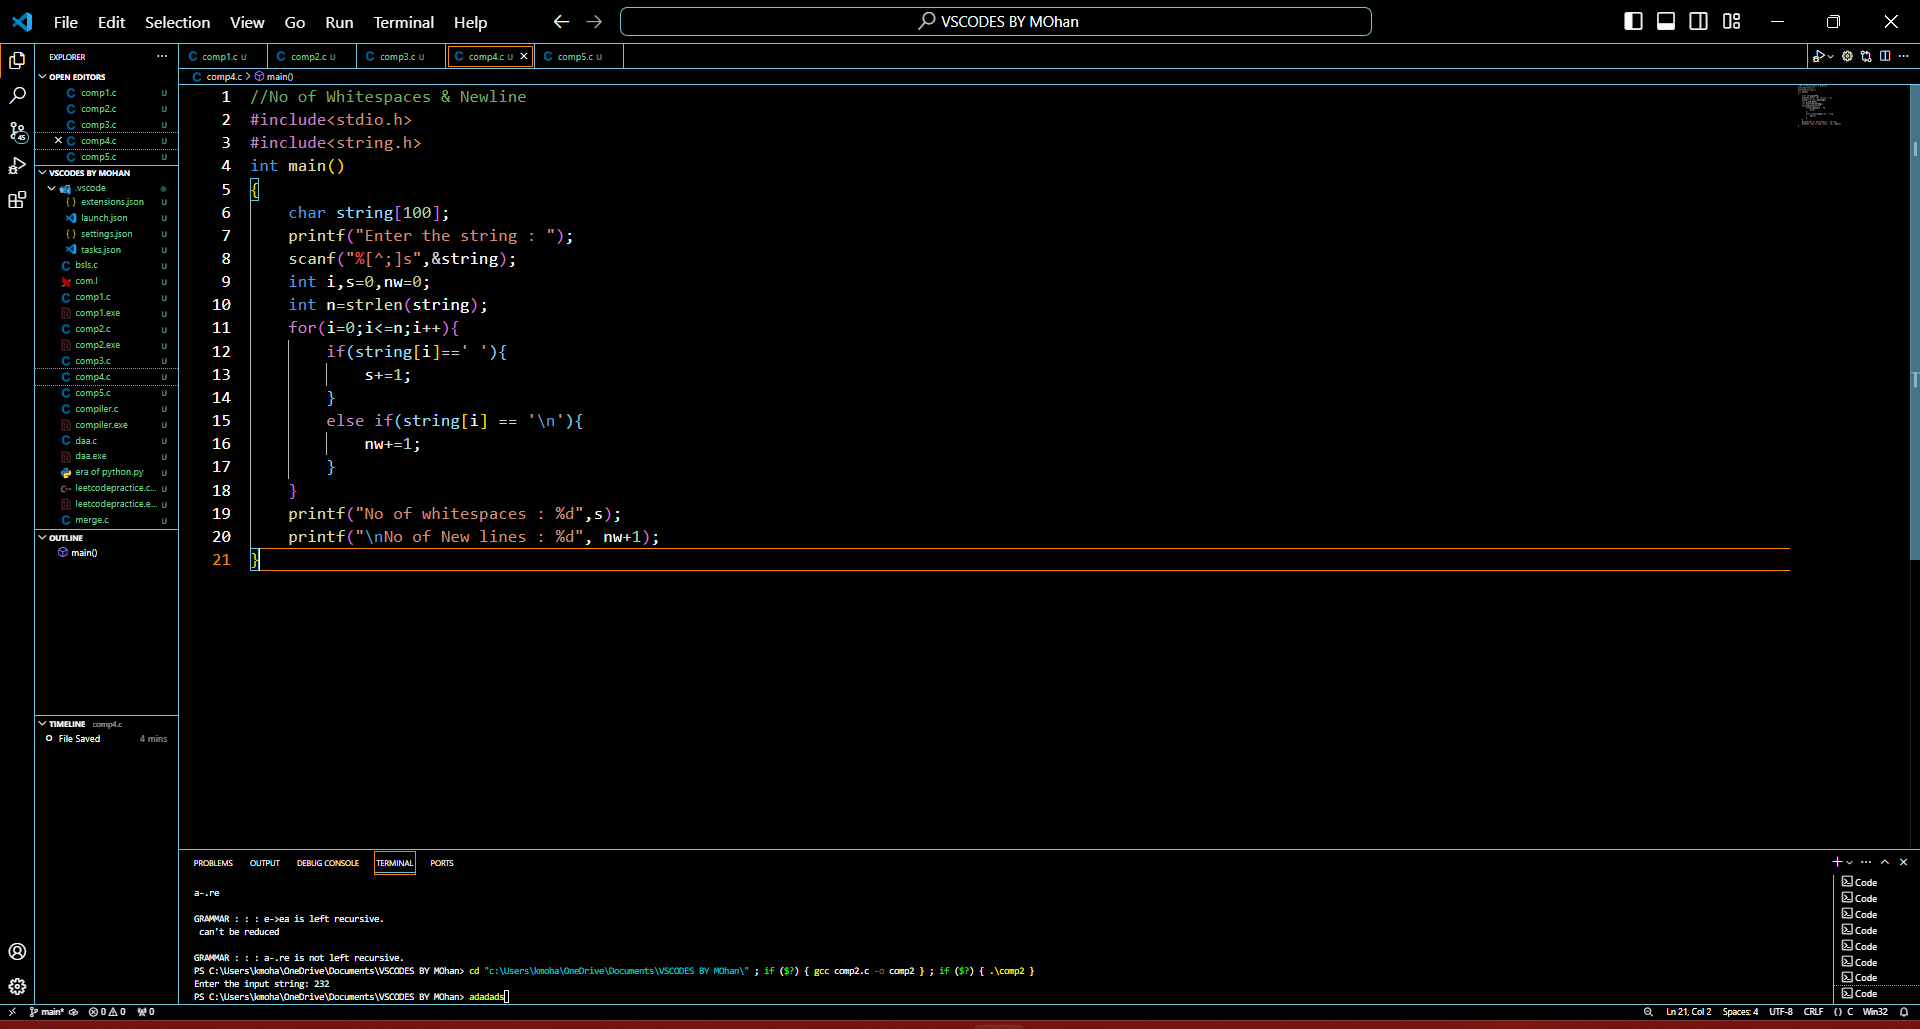 File Edit Selection View Go Run Terminal Help
VSCODES BY MOhan
EXPLORER
OPEN EDITORS
comp1.c U
comp2.c U
comp3.c U
comp4.c U
comp5.c U
VSCODES BY MOHAN
.vscode
extensions.json U
launch.json U
settings.json U
tasks.json U
bsls.c U
com.l U
comp1.c U
comp1.exe U
comp2.c U
comp2.exe U
comp3.c U
comp4.c U
comp5.c U
compiler.c U
compiler.exe U
daa.c U
daa.exe U
era of python.py U
leetcodepractice.c... U
leetcodepractice.e... U
merge.c U
OUTLINE
main()
TIMELINE comp4.c
File Saved 4 mins
comp1.c U comp2.c U comp3.c U comp4.c U comp5.c U
comp4.c > main()
1 //No of Whitespaces & Newline
2 #include<stdio.h>
3 #include<string.h>
4 int main()
5 {
6 char string[100];
7 printf("Enter the string : ");
8 scanf("%[^;]s",&string);
9 int i,s=0,nw=0;
10 int n=strlen(string);
11 for(i=0;i<=n;i++){
12 if(string[i]==' '){
13 s+=1;
14 }
15 else if(string[i] == '\n'){
16 nw+=1;
17 }
18 }
19 printf("No of whitespaces : %d",s);
20 printf("\nNo of New lines : %d", nw+1);
21 }
PROBLEMS OUTPUT DEBUG CONSOLE TERMINAL PORTS
a-.re
GRAMMAR : : : e->ea is left recursive.
can't be reduced
GRAMMAR : : : a-.re is not left recursive.
PS C:\Users\kmoha\OneDrive\Documents\VSCODES BY MOhan> cd "c:\Users\kmoha\OneDrive\Documents\VSCODES BY MOhan\" ; if ($?) { gcc comp2.c -o comp2 } ; if ($?) { .\comp2 }
Enter the input string: 232
PS C:\Users\kmoha\OneDrive\Documents\VSCODES BY MOhan> adadads
Code
Code
Code
Code
Code
Code
Code
Code
45
main* 0 0 0
Ln 21, Col 2 Spaces: 4 UTF-8 CRLF {} C Win32